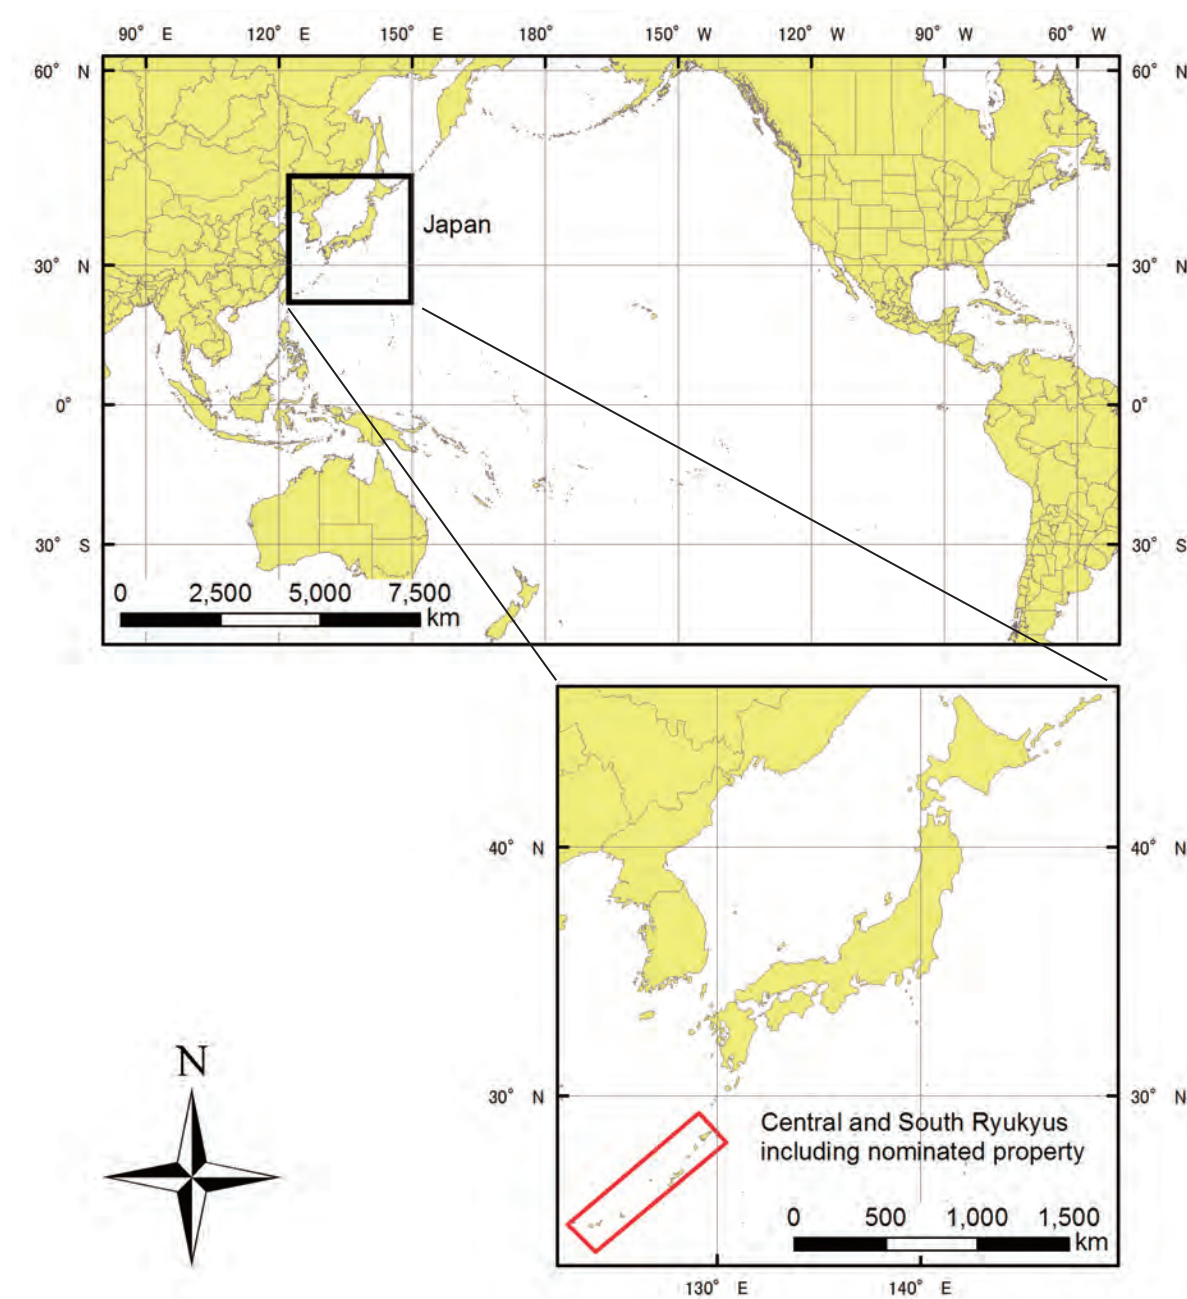 90° E 120° E 150° E 180° 150° W 120° W 90° W 60° W
60° N 60° N
Japan
30° N 30° N
0° 0°
30° S 30° S
0 2,500 5,000 7,500
km
40° N 40° N
30° N 30° N
N
Central and South Ryukyus
including nominated property
0 500 1,000 1,500
km
130° E 140° E